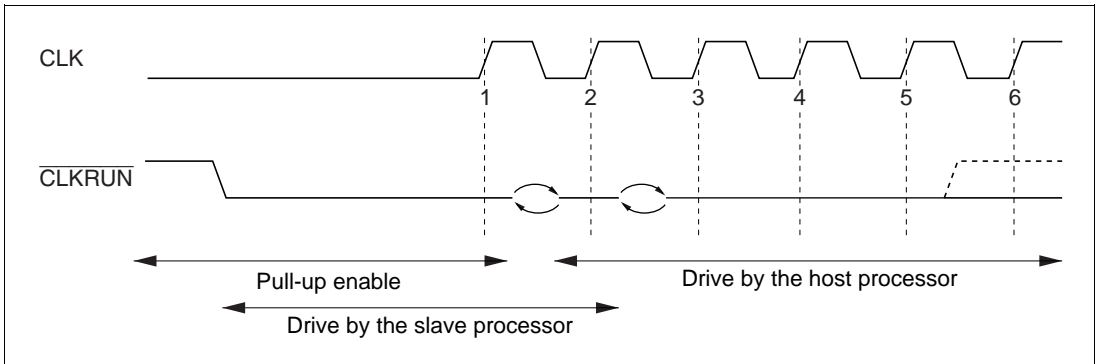 CLK
1 2 3 4 5 6
CLKRUN
Pull-up enable
Drive by the host processor
Drive by the slave processor